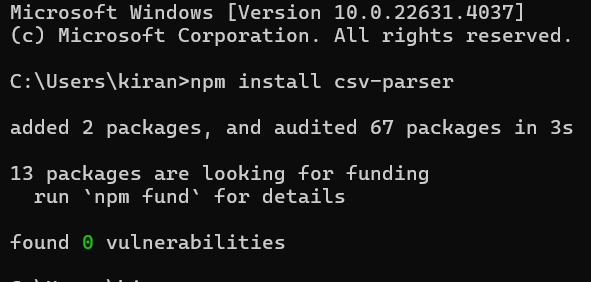 Microsoft Windows [Version 10.0.22631.4037]
(c) Microsoft Corporation. All rights reserved.
C:\Users\kiran>npm install csv-parser
added 2 packages, and audited 67 packages in 3s
13 packages are looking for funding
run `npm fund` for details
found 0 vulnerabilities